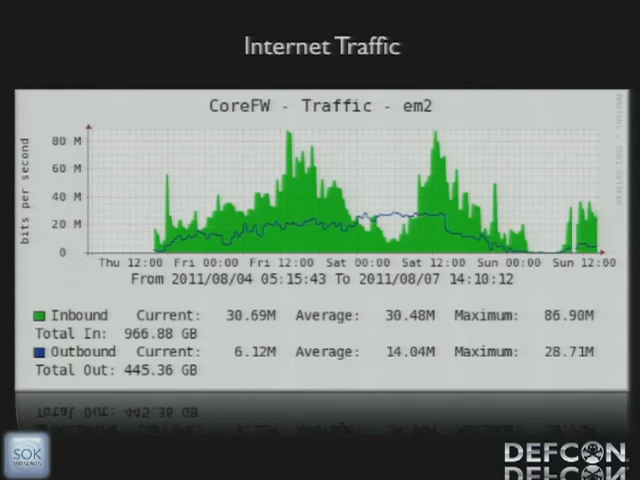 Internet Traffic
CoreFW - Traffic - em2
bits per second
80 M
60 M
40 M
20 M
0
Thu 12:00 Fri 00:00 Fri 12:00 Sat 00:00 Sat 12:00 Sun 00:00 Sun 12:00
From 2011/08/04 05:15:43 To 2011/08/07 14:10:12
Inbound Current: 30.69M Average: 30.48M Maximum: 86.90M
Total In: 966.88 GB
Outbound Current: 6.12M Average: 14.04M Maximum: 28.71M
Total Out: 445.36 GB
SOK
PRESENTS
DEFCON